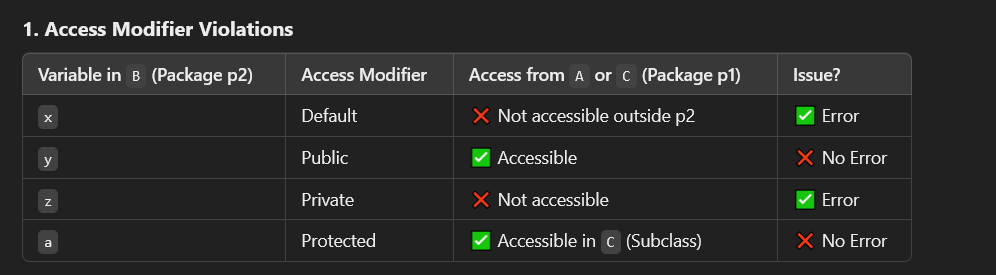 1. Access Modifier Violations
Variable in B (Package p2) Access Modifier Access from A or C (Package p1) Issue?
x Default ❌ Not accessible outside p2 ✅ Error
y Public ✅ Accessible ❌ No Error
z Private ❌ Not accessible ✅ Error
a Protected ✅ Accessible in C (Subclass) ❌ No Error